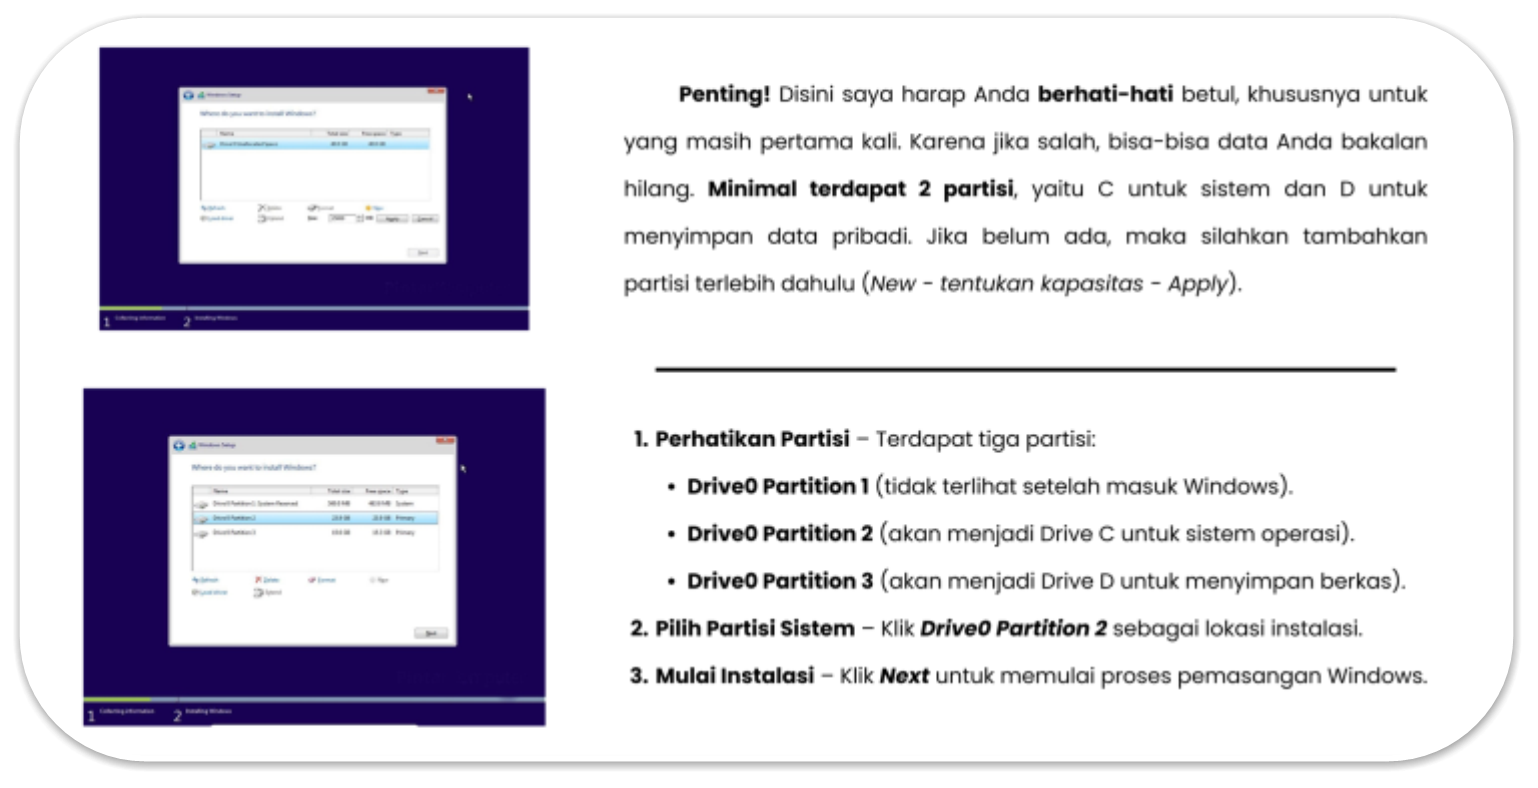 Windows Setup
Where do you want to install Windows?
Name Total size Free space Type
Drive 0 Unallocated Space
Refresh Delete Format New
Load driver Extend Size: Apply Cancel
Next
1 Collecting information 2 Installing Windows
Penting! Disini saya harap Anda berhati-hati betul, khususnya untuk
yang masih pertama kali. Karena jika salah, bisa-bisa data Anda bakalan
hilang. Minimal terdapat 2 partisi, yaitu C untuk sistem dan D untuk
menyimpan data pribadi. Jika belum ada, maka silahkan tambahkan
partisi terlebih dahulu (New - tentukan kapasitas - Apply).
Windows Setup
Where do you want to install Windows?
Name Total size Free space Type
Drive 0 Partition 1: System Reserved System
Drive 0 Partition 2 Primary
Drive 0 Partition 3 Primary
Refresh Delete Format New
Load driver Extend
Next
1 Collecting information 2 Installing Windows
1. Perhatikan Partisi – Terdapat tiga partisi:
• Drive0 Partition 1 (tidak terlihat setelah masuk Windows).
• Drive0 Partition 2 (akan menjadi Drive C untuk sistem operasi).
• Drive0 Partition 3 (akan menjadi Drive D untuk menyimpan berkas).
2. Pilih Partisi Sistem – Klik Drive0 Partition 2 sebagai lokasi instalasi.
3. Mulai Instalasi – Klik Next untuk memulai proses pemasangan Windows.